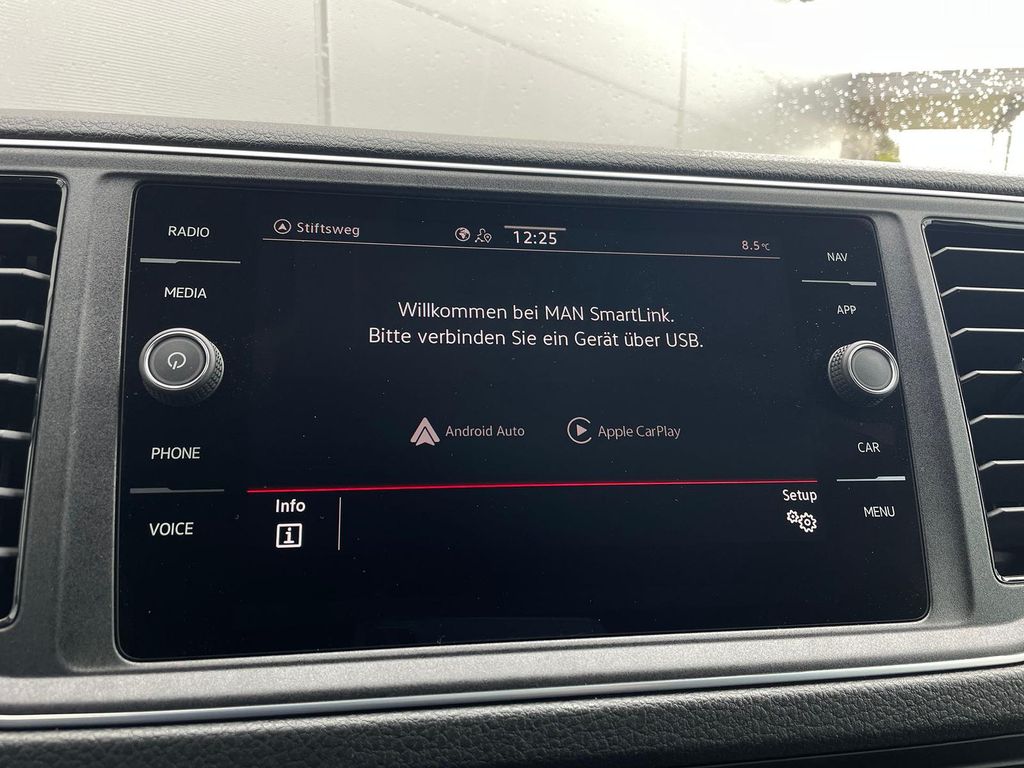 RADIO
MEDIA
PHONE
VOICE
Stiftsweg
12:25
8.5°C
Willkommen bei MAN SmartLink.
Bitte verbinden Sie ein Gerät über USB.
Android Auto
Apple CarPlay
Info
Setup
NAV
APP
CAR
MENU